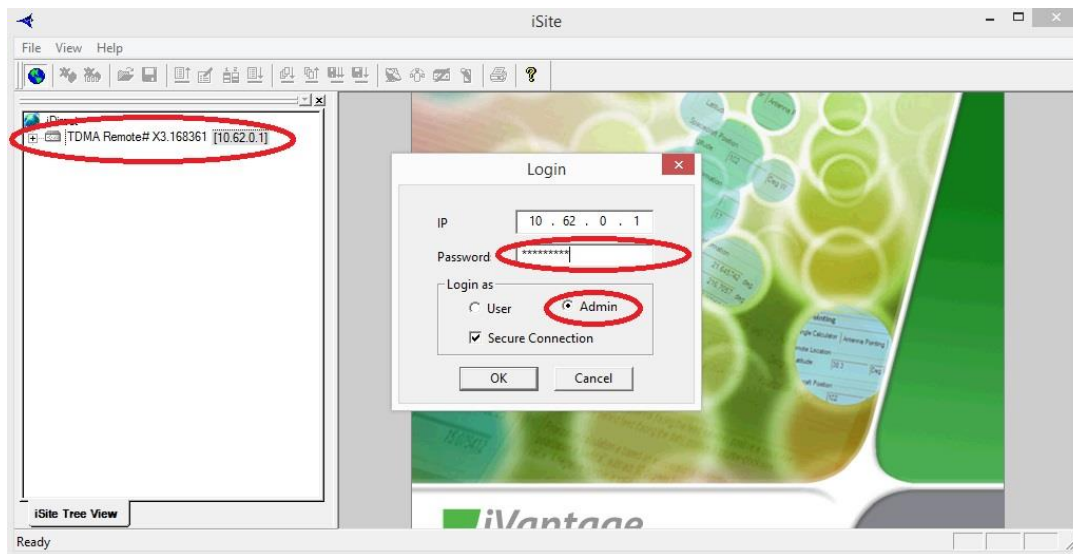 iSite
File View Help
TDMA Remote# X3.168361 [10.62.0.1]
Login
IP 10 . 62 . 0 . 1
Password *********
Login as
User Admin
Secure Connection
OK Cancel
iSite Tree View
iVantage
Ready